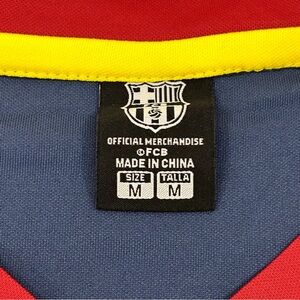 OFFICIAL MERCHANDISE
©FCB
MADE IN CHINA
SIZE TALLA
M M